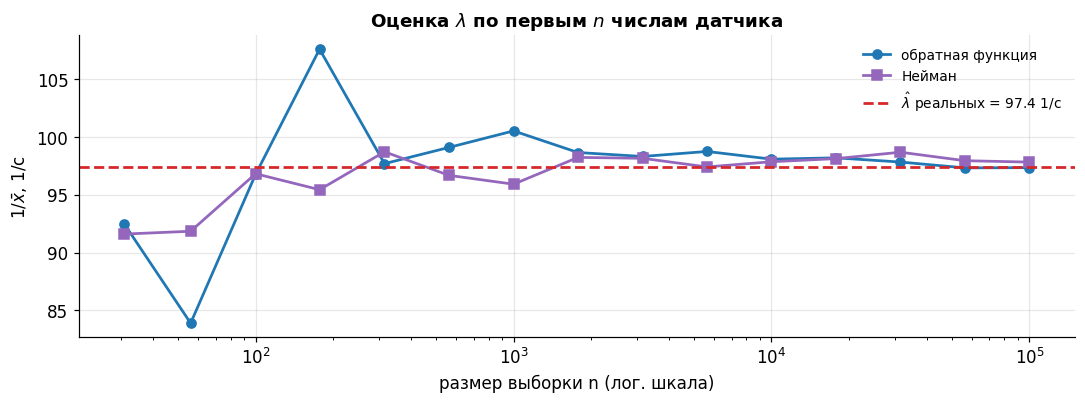 Оценка λ по первым n числам датчика
обратная функция
Нейман
λ̂ реальных = 97.4 1/с
1/x̄, 1/с
105
100
95
90
85
10²
10³
10⁴
10⁵
размер выборки n (лог. шкала)